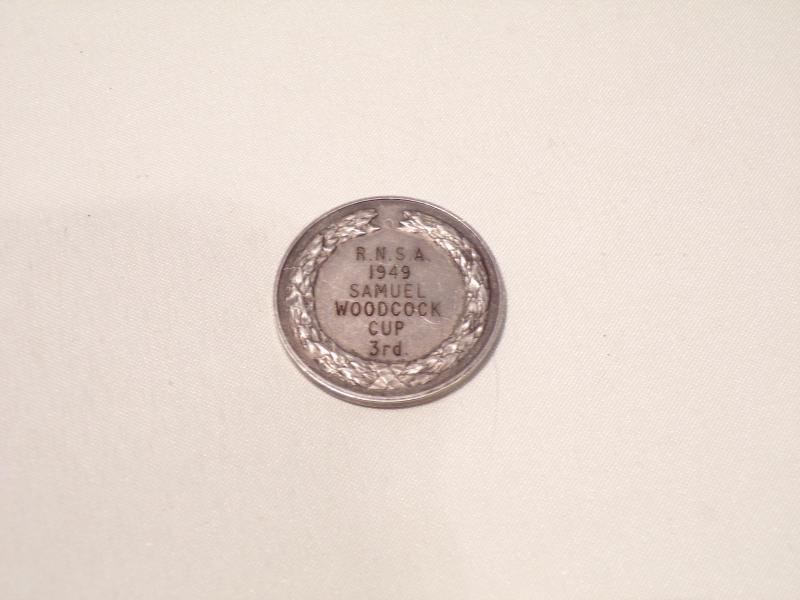 R.N.S.A.
1949
SAMUEL
WOODCOCK
CUP
3rd.